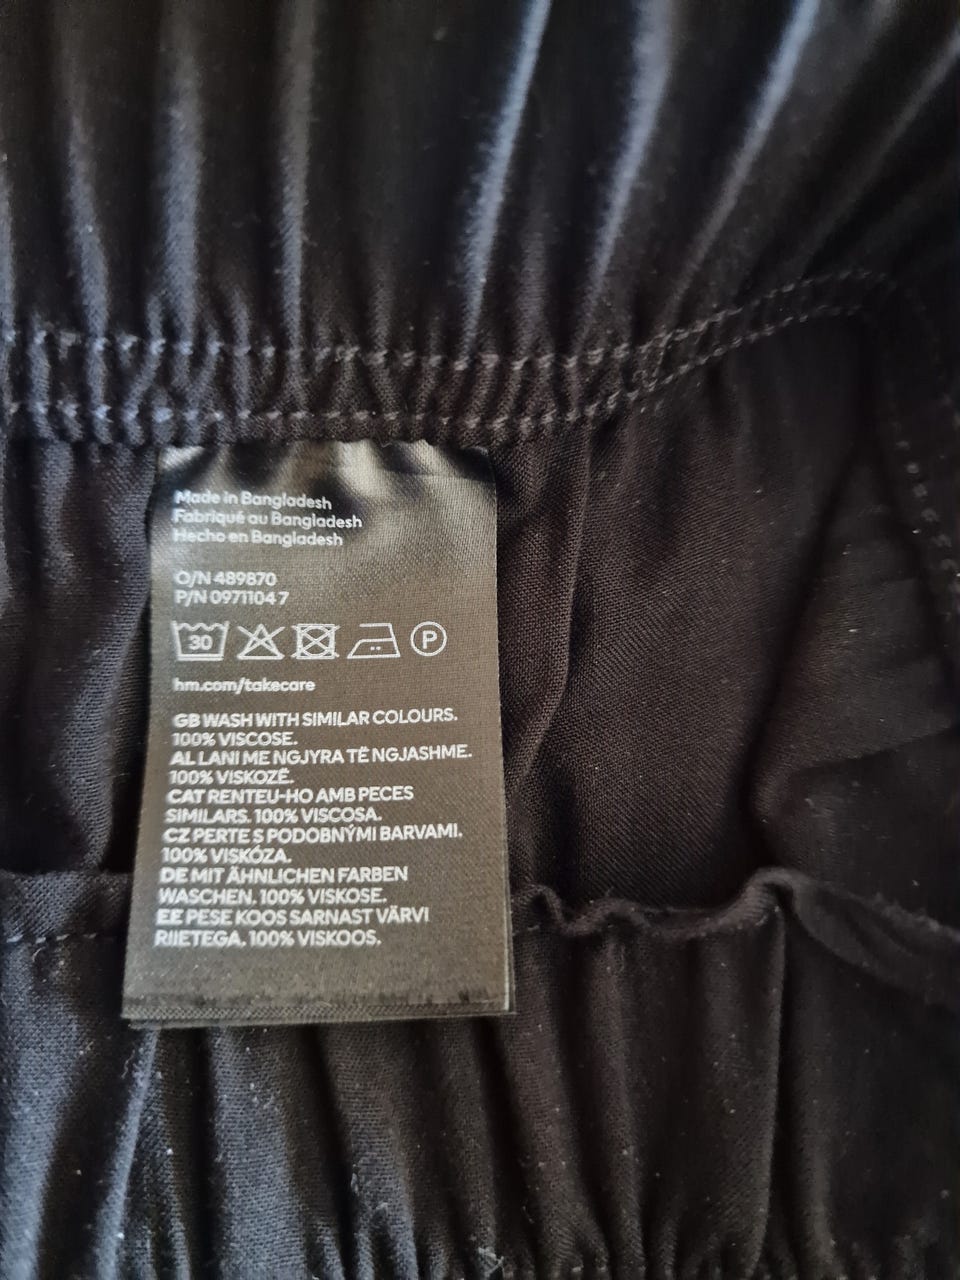 Made in Bangladesh
Fabriqué au Bangladesh
Hecho en Bangladesh
O/N 489870
P/N 0971104 7
30 P
hm.com/takecare
GB WASH WITH SIMILAR COLOURS.
100% VISCOSE.
AL LANI ME NGJYRA TË NGJASHME.
100% VISKOZË.
CAT RENTEU-HO AMB PECES
SIMILARS. 100% VISCOSA.
CZ PERTE S PODOBNÝMI BARVAMI.
100% VISKÓZA.
DE MIT ÄHNLICHEN FARBEN
WASCHEN. 100% VISKOSE.
EE PESE KOOS SARNAST VÄRVI
RIIETEGA. 100% VISKOOS.